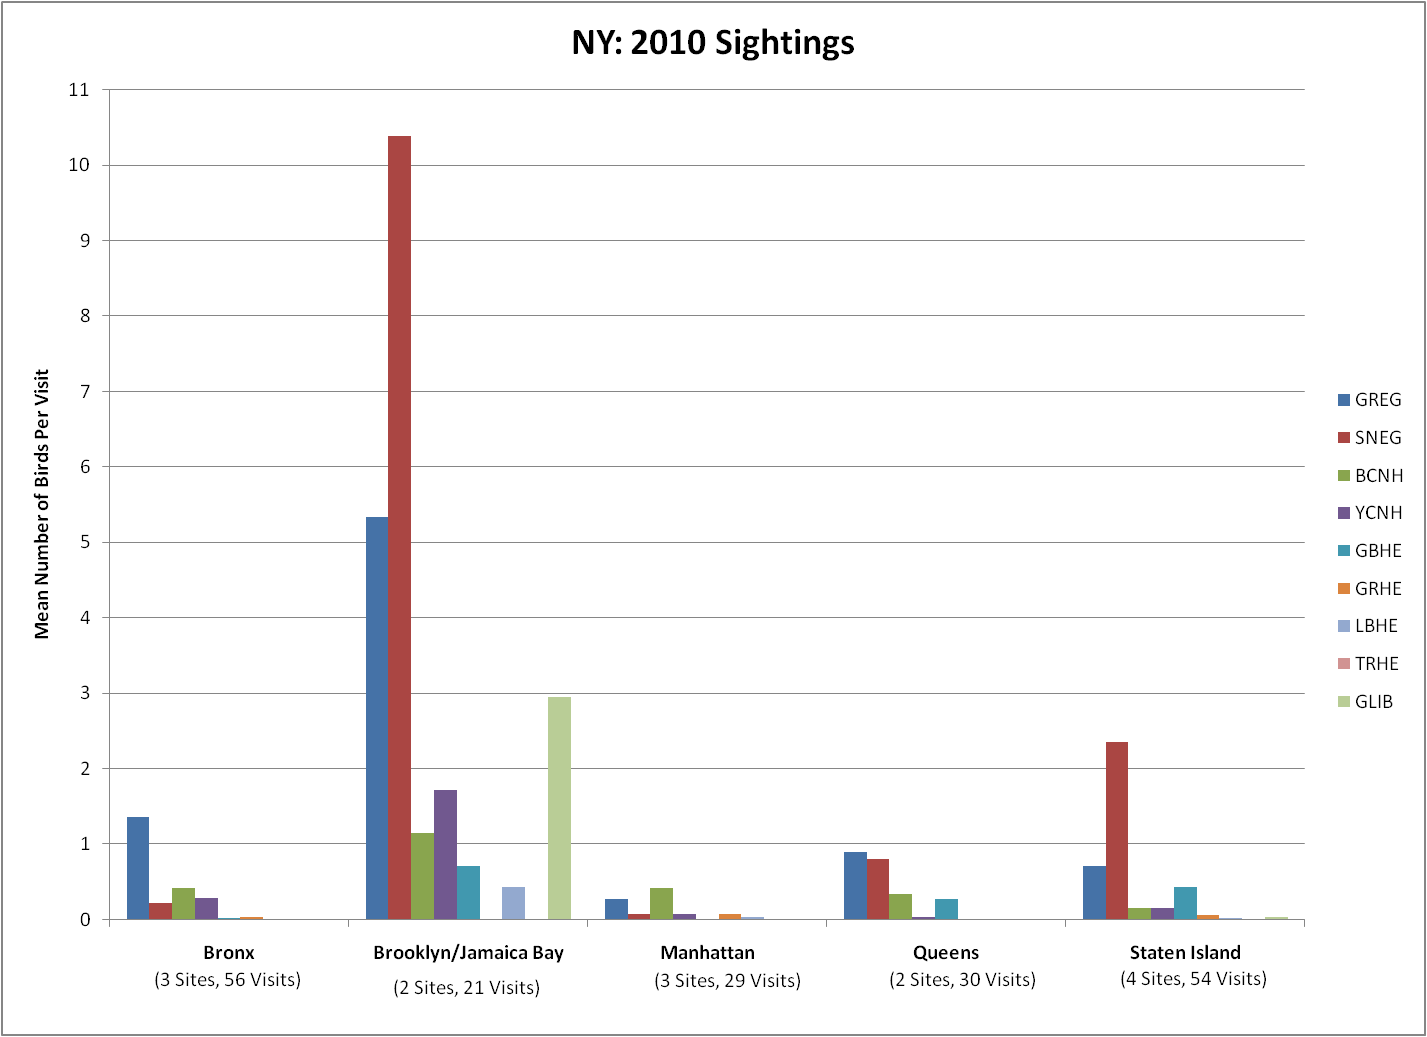 NY: 2010 Sightings
Mean Number of Birds Per Visit
11
10
9
8
7
6
5
4
3
2
1
0
GREG
SNEG
BCNH
YCNH
GBHE
GRHE
LBHE
TRHE
GLIB
Bronx
(3 Sites, 56 Visits)
Brooklyn/Jamaica Bay
(2 Sites, 21 Visits)
Manhattan
(3 Sites, 29 Visits)
Queens
(2 Sites, 30 Visits)
Staten Island
(4 Sites, 54 Visits)